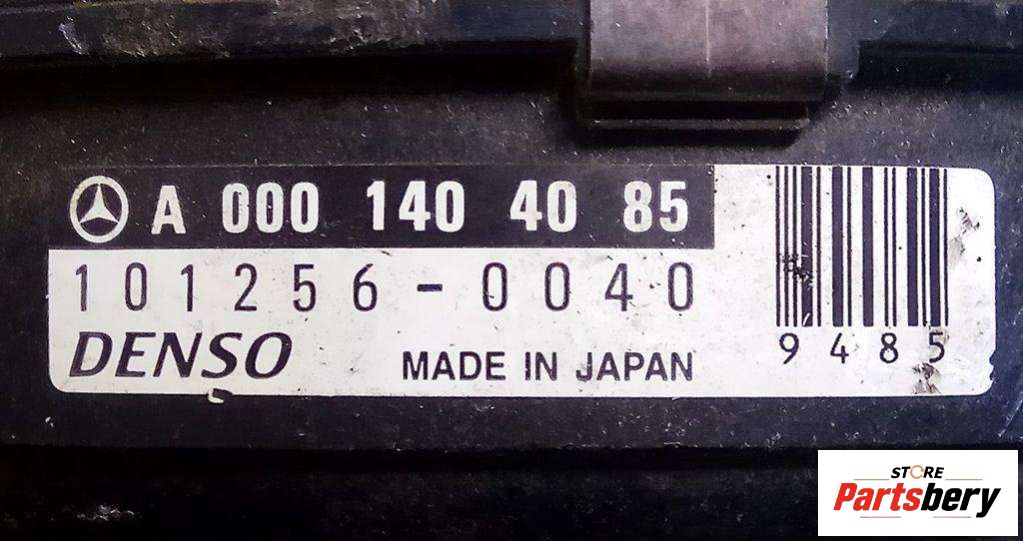 A 000 140 40 85
101256-0040
DENSO MADE IN JAPAN
9485
STORE
Partsbery